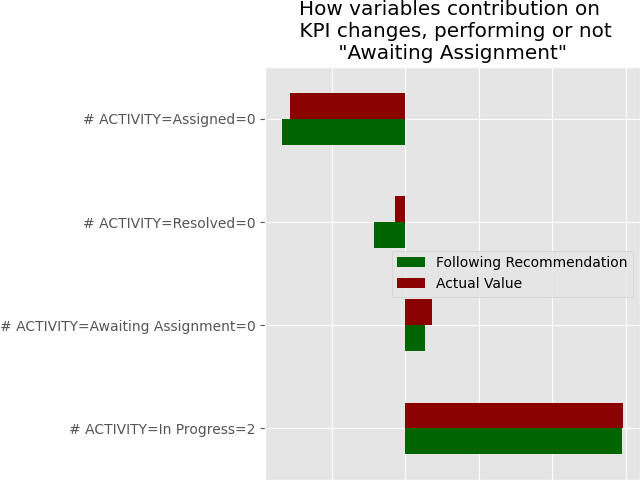 How variables contribution on
KPI changes, performing or not
"Awaiting Assignment"
# ACTIVITY=Assigned=0
# ACTIVITY=Resolved=0
Following Recommendation
Actual Value
# ACTIVITY=Awaiting Assignment=0
# ACTIVITY=In Progress=2